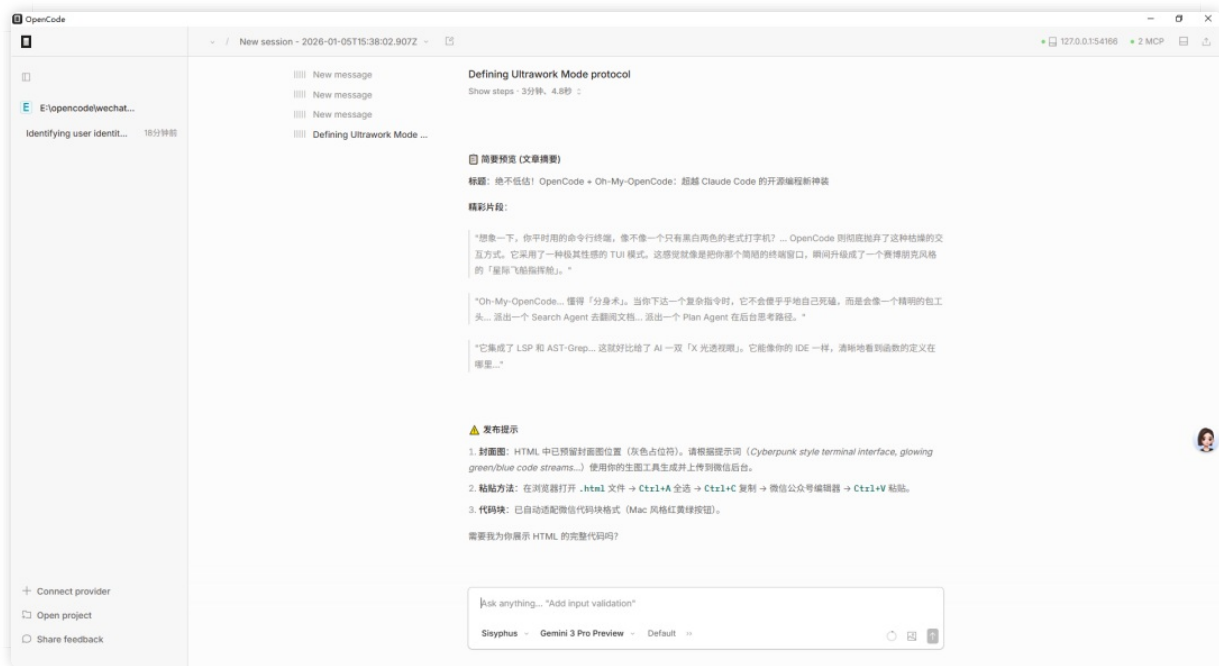 OpenCode
New session - 2026-01-05T15:38:02.907Z
127.0.0.1:54166
2 MCP
E
E:\opencode\wechat...
Identifying user identit...
18分钟前
New message
New message
New message
Defining Ultrawork Mode ...
Defining Ultrawork Mode protocol
Show steps · 3分钟、4.8秒
简要预览 (文章摘要)
标题：绝不低估！OpenCode + Oh-My-OpenCode：超越 Claude Code 的开源编程新神装
精彩片段：
"想象一下，你平时用的命令行终端，像不像一个只有黑白两色的老式打字机？... OpenCode 则彻底抛弃了这种枯燥的交
互方式。它采用了一种极其性感的 TUI 模式。这感觉就像是把你那个简陋的终端窗口，瞬间升级成了一个赛博朋克风格
的「星际飞船指挥舱」。"
"Oh-My-OpenCode... 懂得「分身术」。当你下达一个复杂指令时，它不会傻乎乎地自己死磕，而是会像一个精明的包工
头... 派出一个 Search Agent 去翻阅文档... 派出一个 Plan Agent 在后台思考路径。"
"它集成了 LSP 和 AST-Grep... 这就好比给了 AI 一双「X 光透视眼」。它能像你的 IDE 一样，清晰地看到函数的定义在
哪里..."
发布提示
1. 封面图：HTML 中已预留封面图位置（灰色占位符）。请根据提示词（Cyberpunk style terminal interface, glowing
green/blue code streams...）使用你的生图工具生成并上传到微信后台。
2. 粘贴方法：在浏览器打开 .html 文件 → Ctrl+A 全选 → Ctrl+C 复制 → 微信公众号编辑器 → Ctrl+V 粘贴。
3. 代码块：已自动适配微信代码块格式（Mac 风格红黄绿按钮）。
需要我为你展示 HTML 的完整代码吗？
Connect provider
Open project
Share feedback
Ask anything... "Add input validation"
Sisyphus
Gemini 3 Pro Preview
Default